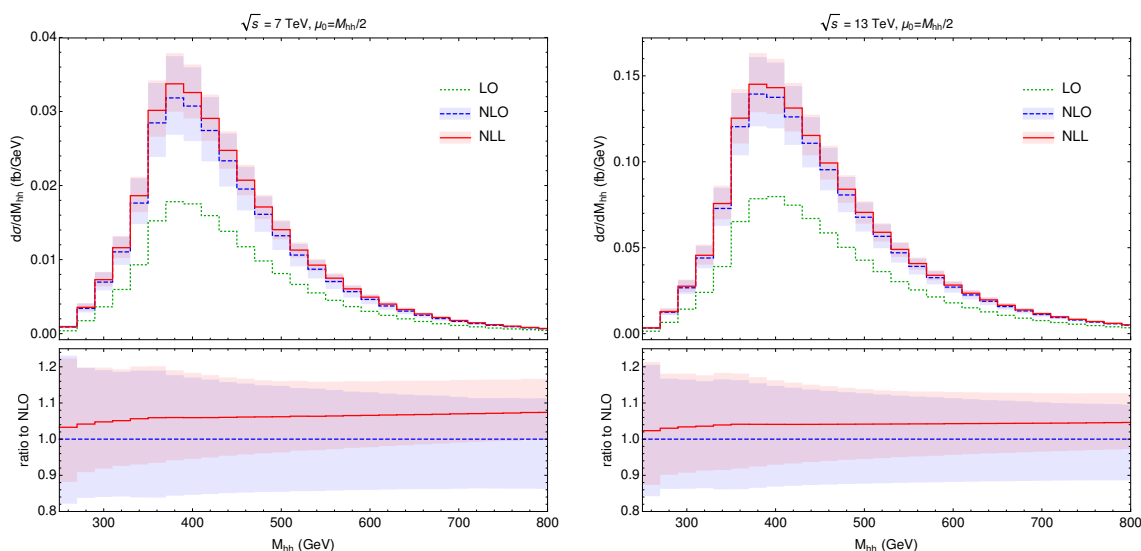 √s = 7 TeV, μ0=Mhh/2
dσ/dMhh (fb/GeV)
0.04
0.03
0.02
0.01
0.00
LO
NLO
NLL
ratio to NLO
1.2
1.1
1.0
0.9
0.8
300 400 500 600 700 800
Mhh (GeV)
√s = 13 TeV, μ0=Mhh/2
dσ/dMhh (fb/GeV)
0.15
0.10
0.05
0.00
LO
NLO
NLL
ratio to NLO
1.2
1.1
1.0
0.9
0.8
300 400 500 600 700 800
Mhh (GeV)